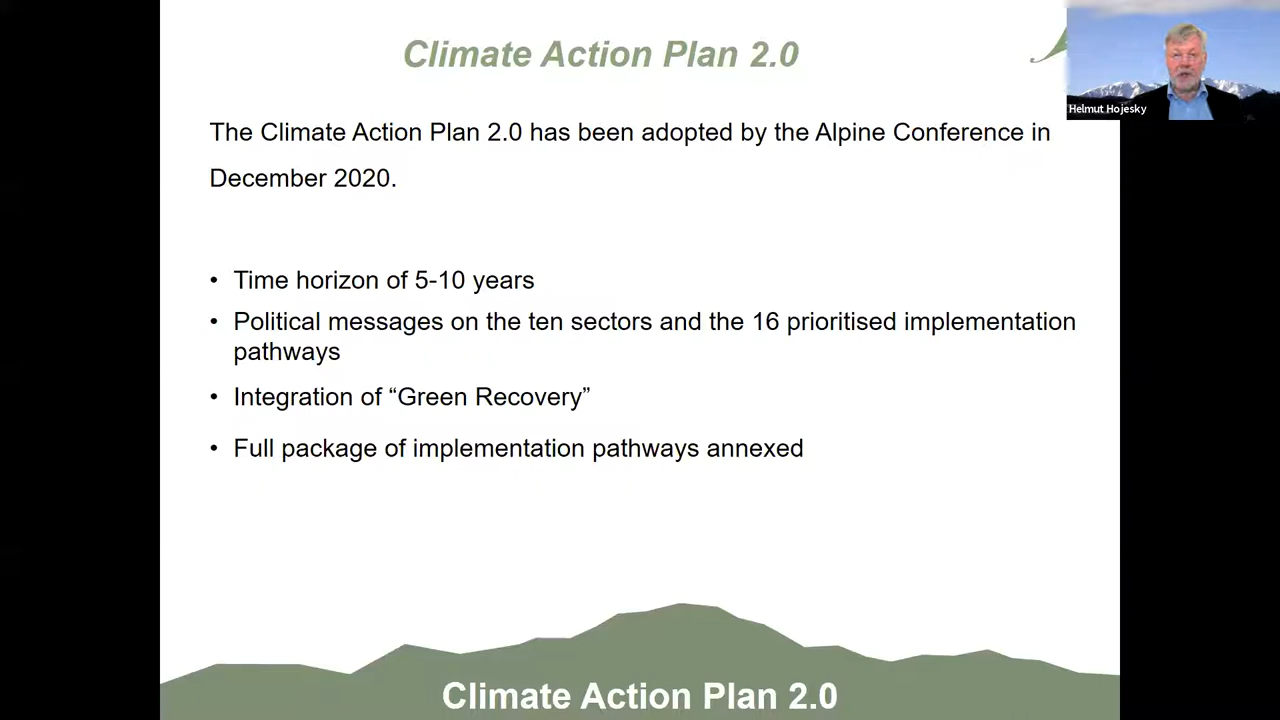 Climate Action Plan 2.0
Helmut Hojesky
The Climate Action Plan 2.0 has been adopted by the Alpine Conference in
December 2020.
• Time horizon of 5-10 years
• Political messages on the ten sectors and the 16 prioritised implementation
pathways
• Integration of “Green Recovery”
• Full package of implementation pathways annexed
Climate Action Plan 2.0